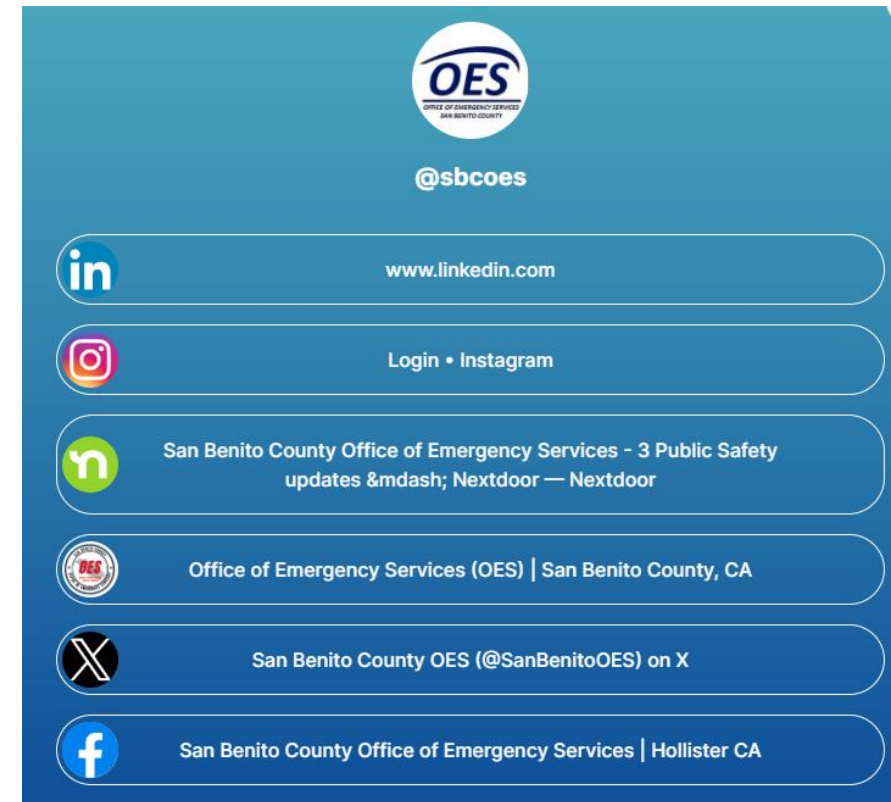 OES
OFFICE OF EMERGENCY SERVICES
SAN BENITO COUNTY
@sbcoes
in
www.linkedin.com
Login • Instagram
San Benito County Office of Emergency Services - 3 Public Safety
updates &mdash; Nextdoor — Nextdoor
OES
Office of Emergency Services (OES) | San Benito County, CA
San Benito County OES (@SanBenitoOES) on X
San Benito County Office of Emergency Services | Hollister CA